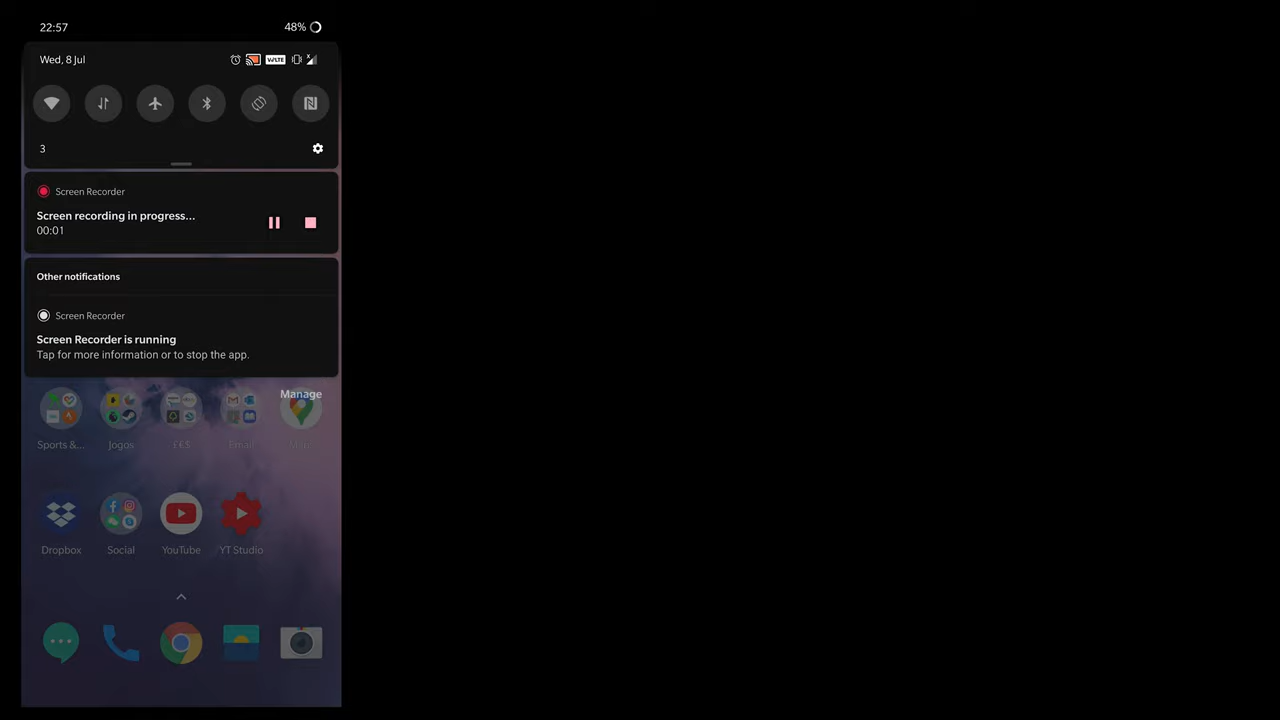 22:57
48%
Wed, 8 Jul
VoLTE
3
Screen Recorder
Screen recording in progress...
00:01
Other notifications
Screen Recorder
Screen Recorder is running
Tap for more information or to stop the app.
Manage
Sports &...
Jogos
££$
Email
Dropbox
Social
YouTube
YT Studio